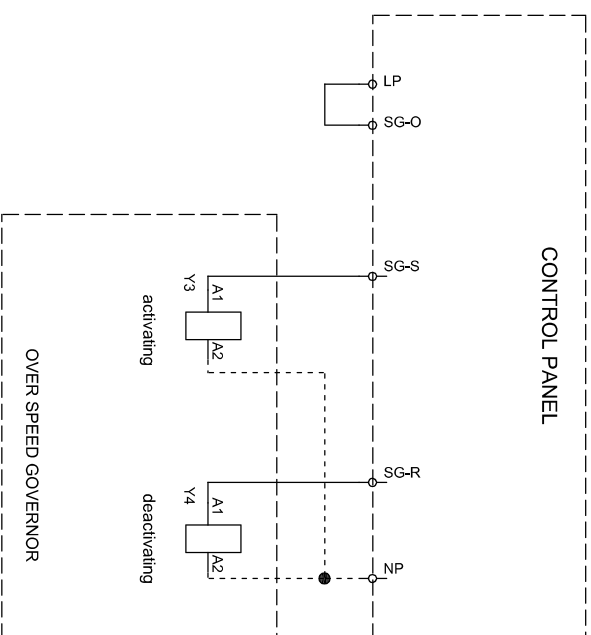 LP
SG-O
CONTROL PANEL
SG-S
Y3
A1
A2
activating
OVER SPEED GOVERNOR
SG-R
Y4
A1
A2
deactivating
NP